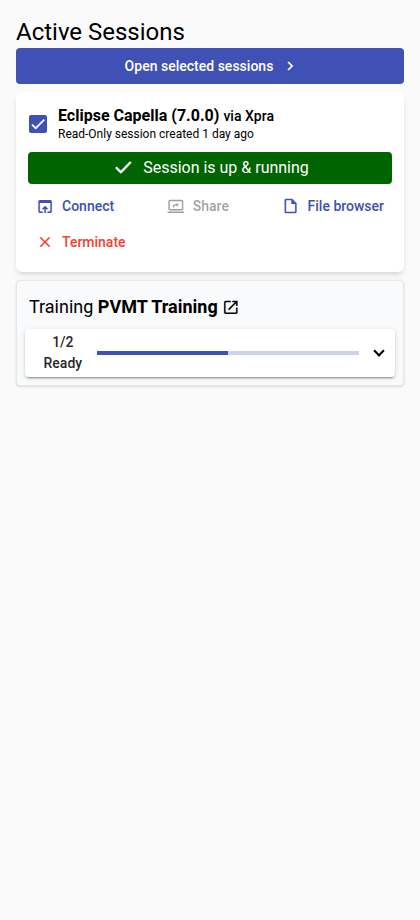 Active Sessions
Open selected sessions
Eclipse Capella (7.0.0) via Xpra
Read-Only session created 1 day ago
Session is up & running
Connect Share File browser
Terminate
Training PVMT Training
1/2
Ready